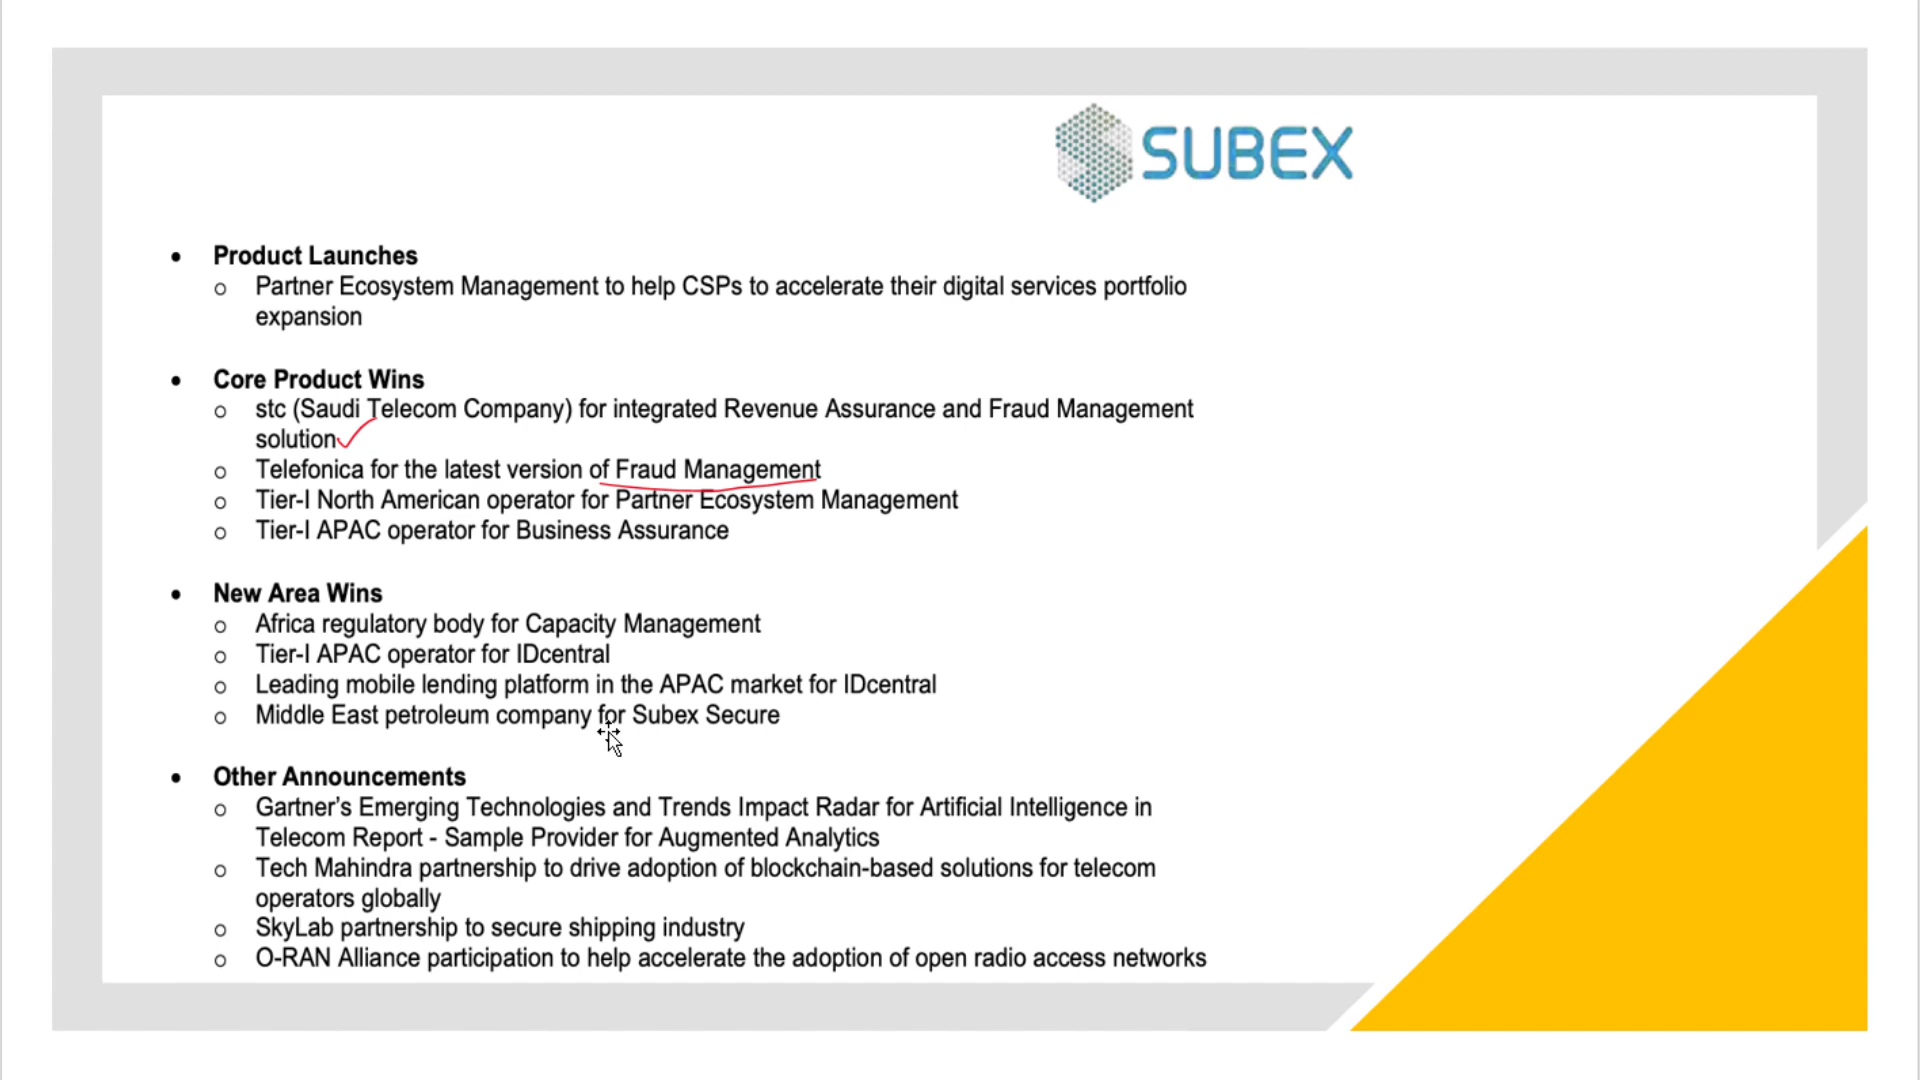 SUBEX
• Product Launches
o Partner Ecosystem Management to help CSPs to accelerate their digital services portfolio
expansion
• Core Product Wins
o stc (Saudi Telecom Company) for integrated Revenue Assurance and Fraud Management
solution
o Telefonica for the latest version of Fraud Management
o Tier-I North American operator for Partner Ecosystem Management
o Tier-I APAC operator for Business Assurance
• New Area Wins
o Africa regulatory body for Capacity Management
o Tier-I APAC operator for IDcentral
o Leading mobile lending platform in the APAC market for IDcentral
o Middle East petroleum company for Subex Secure
• Other Announcements
o Gartner’s Emerging Technologies and Trends Impact Radar for Artificial Intelligence in
Telecom Report - Sample Provider for Augmented Analytics
o Tech Mahindra partnership to drive adoption of blockchain-based solutions for telecom
operators globally
o SkyLab partnership to secure shipping industry
o O-RAN Alliance participation to help accelerate the adoption of open radio access networks